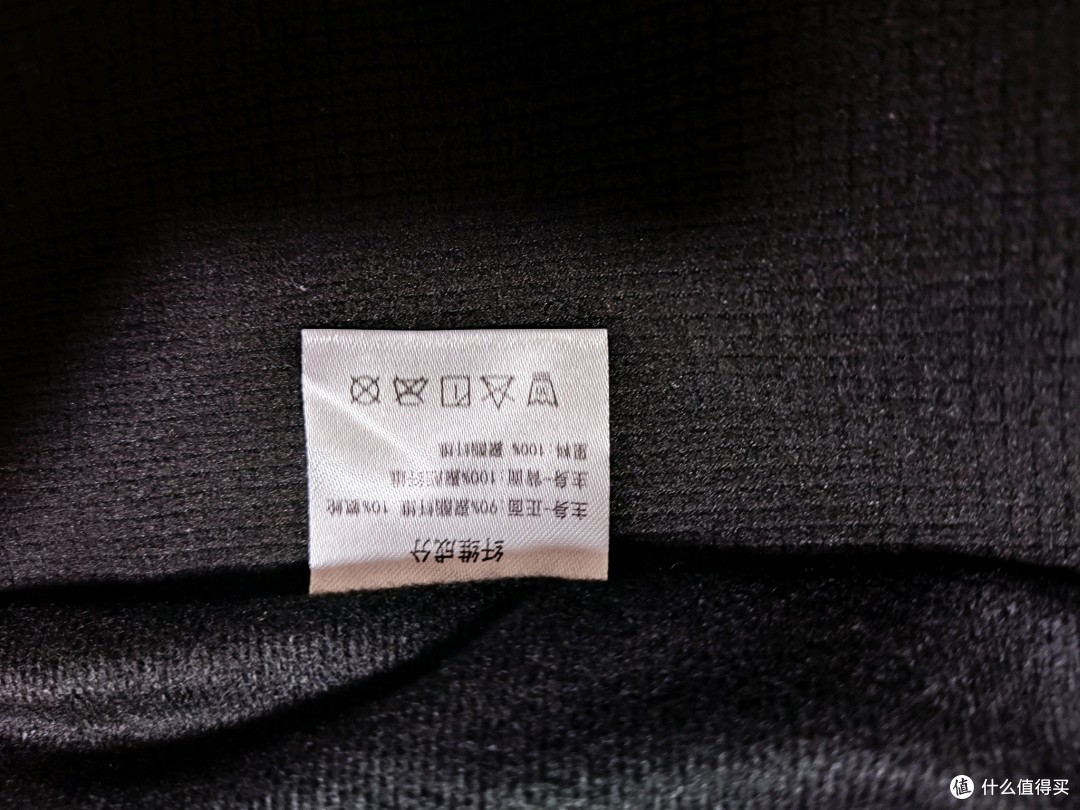 纤维成分
主身-正面: 90%聚酯纤维 10%氨纶
主身-背面: 100%聚酯纤维
里料: 100% 聚酯纤维
值 什么值得买